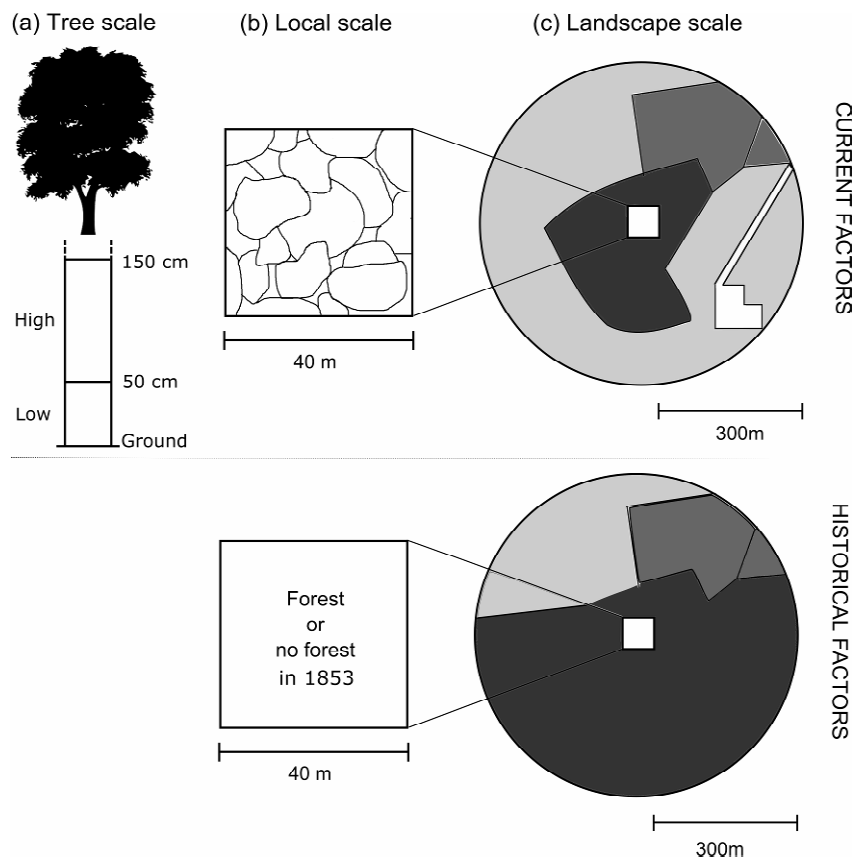 (a) Tree scale
(b) Local scale
(c) Landscape scale
150 cm
High
50 cm
Low
Ground
40 m
300m
CURRENT FACTORS
Forest
or
no forest
in 1853
40 m
300m
HISTORICAL FACTORS